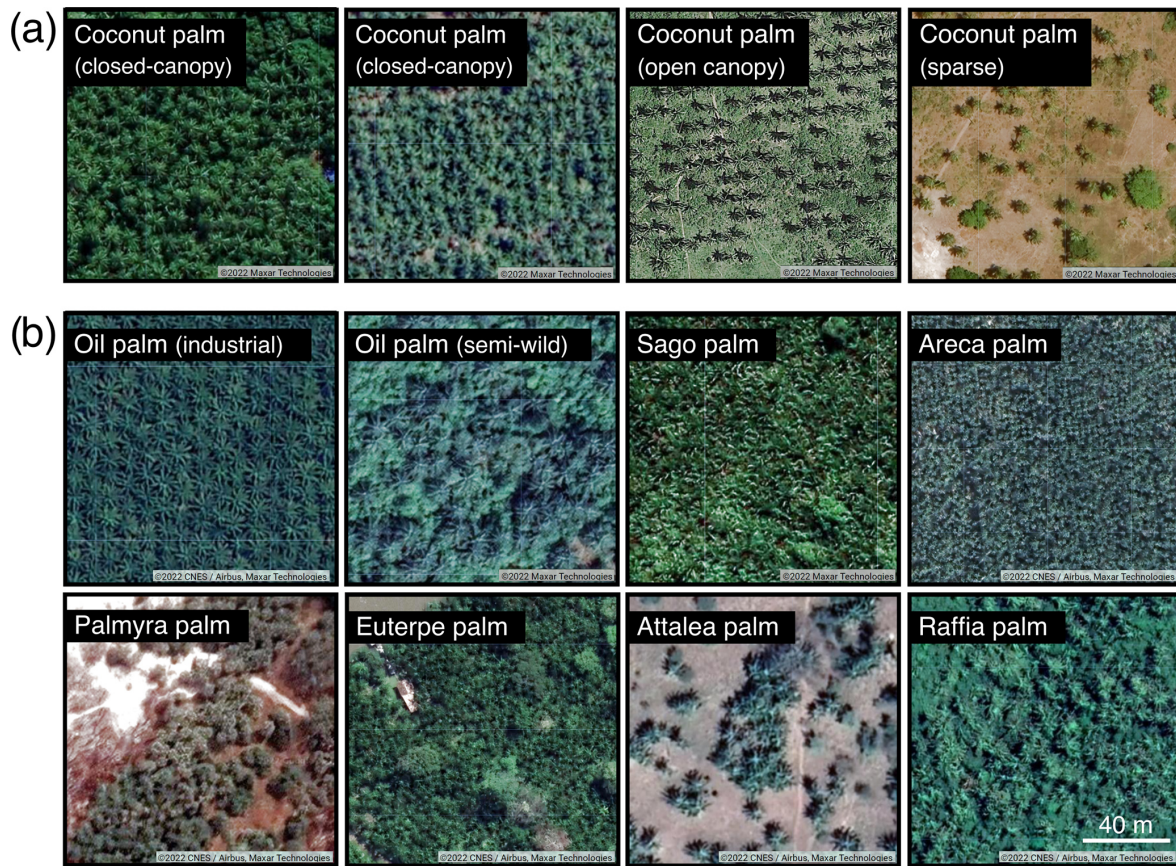 (a)
Coconut palm
(closed-canopy)
©2022 Maxar Technologies
Coconut palm
(closed-canopy)
©2022 Maxar Technologies
Coconut palm
(open canopy)
©2022 Maxar Technologies
Coconut palm
(sparse)
©2022 Maxar Technologies
(b)
Oil palm (industrial)
©2022 CNES / Airbus, Maxar Technologies
Oil palm (semi-wild)
©2022 Maxar Technologies
Sago palm
©2022 Maxar Technologies
Areca palm
©2022 CNES / Airbus, Maxar Technologies
Palmyra palm
©2022 CNES / Airbus, Maxar Technologies
Euterpe palm
©2022 CNES / Airbus, Maxar Technologies
Attalea palm
©2022 CNES / Airbus, Maxar Technologies
Raffia palm
40 m
©2022 CNES / Airbus, Maxar Technologies